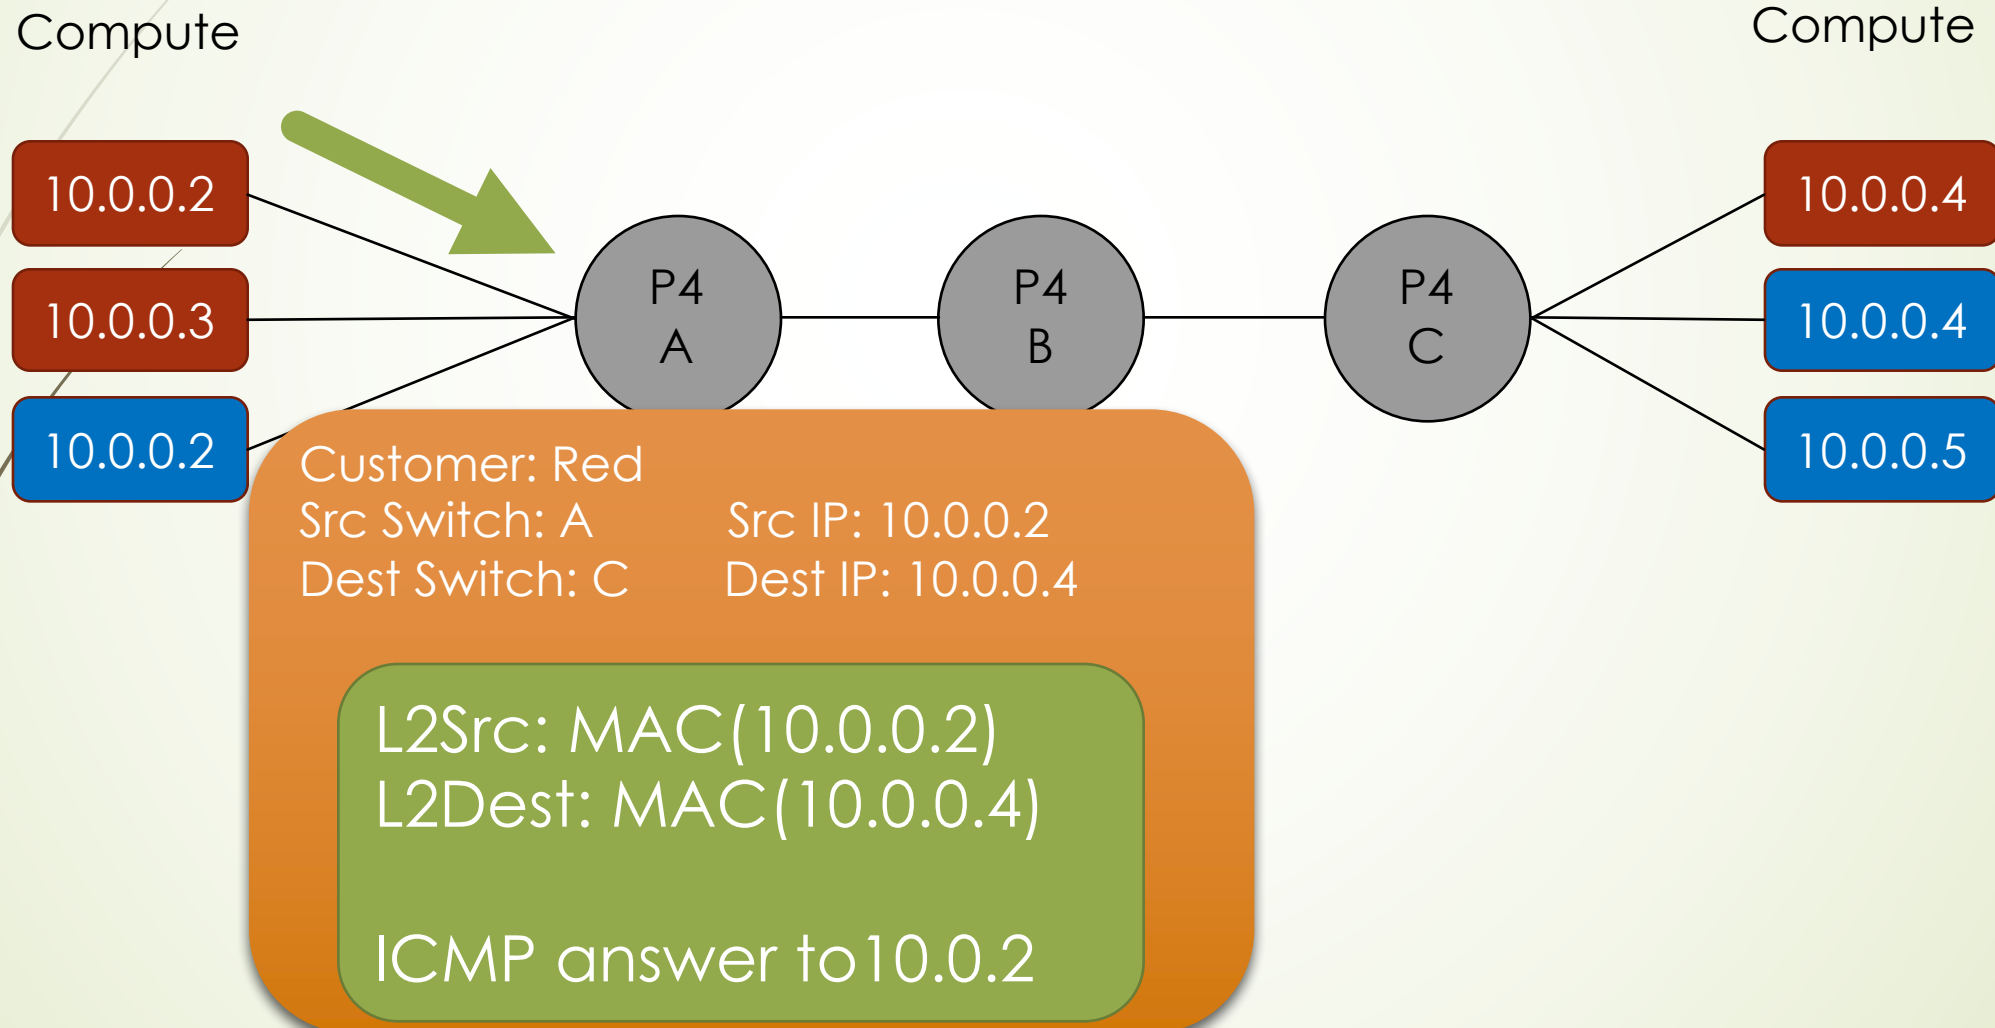 Compute
Compute
10.0.0.2
10.0.0.3
10.0.0.2
P4
A
P4
B
P4
C
10.0.0.4
10.0.0.4
10.0.0.5
Customer: Red
Src Switch: A Src IP: 10.0.0.2
Dest Switch: C Dest IP: 10.0.0.4
L2Src: MAC(10.0.0.2)
L2Dest: MAC(10.0.0.4)
ICMP answer to10.0.2